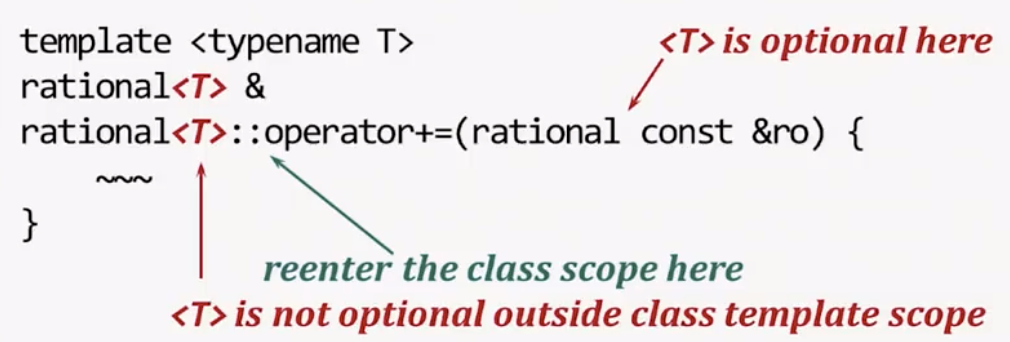 template <typename T>
<T> is optional here
rational<T> &
rational<T>::operator+=(rational const &ro) {
~~~
}
reenter the class scope here
<T> is not optional outside class template scope